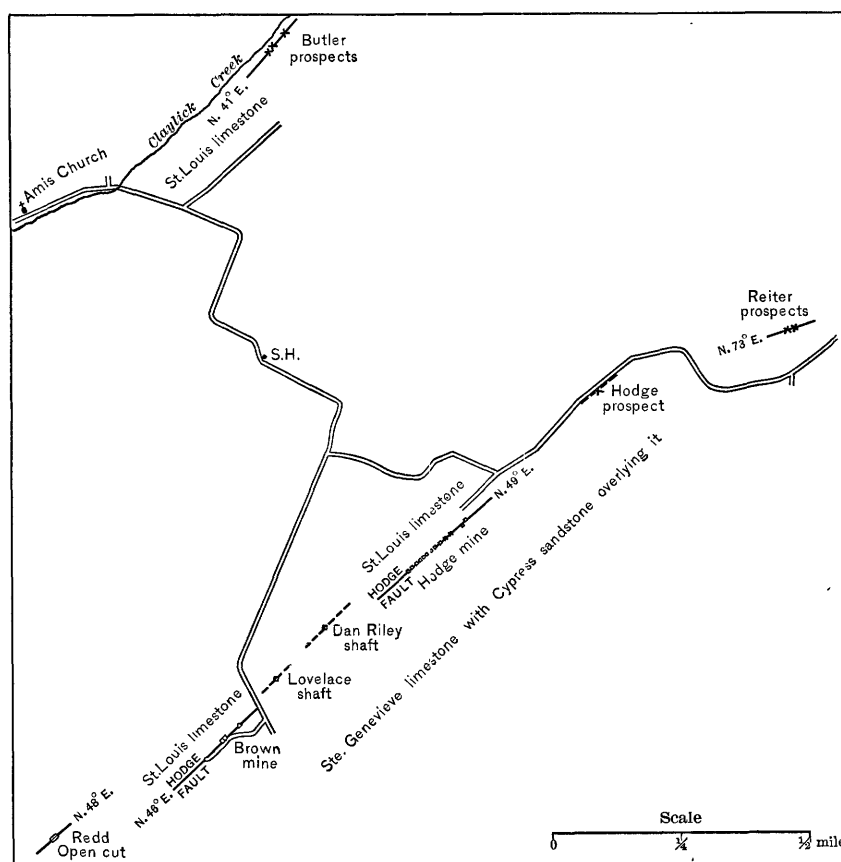 Butler
prospects
Claylick Creek
N. 41° E.
St. Louis limestone
Amis Church
Reiter
prospects
N. 73° E.
S.H.
Hodge
prospect
N. 49° E.
St. Louis limestone
HODGE
FAULT
Hodge mine
Ste. Genevieve limestone with Cypress sandstone overlying it
Dan Riley
shaft
Lovelace
shaft
St. Louis limestone
HODGE
FAULT
Brown
mine
N. 48° E.
N. 48° E.
Redd
Open cut
Scale
0 ¼ ½ mile